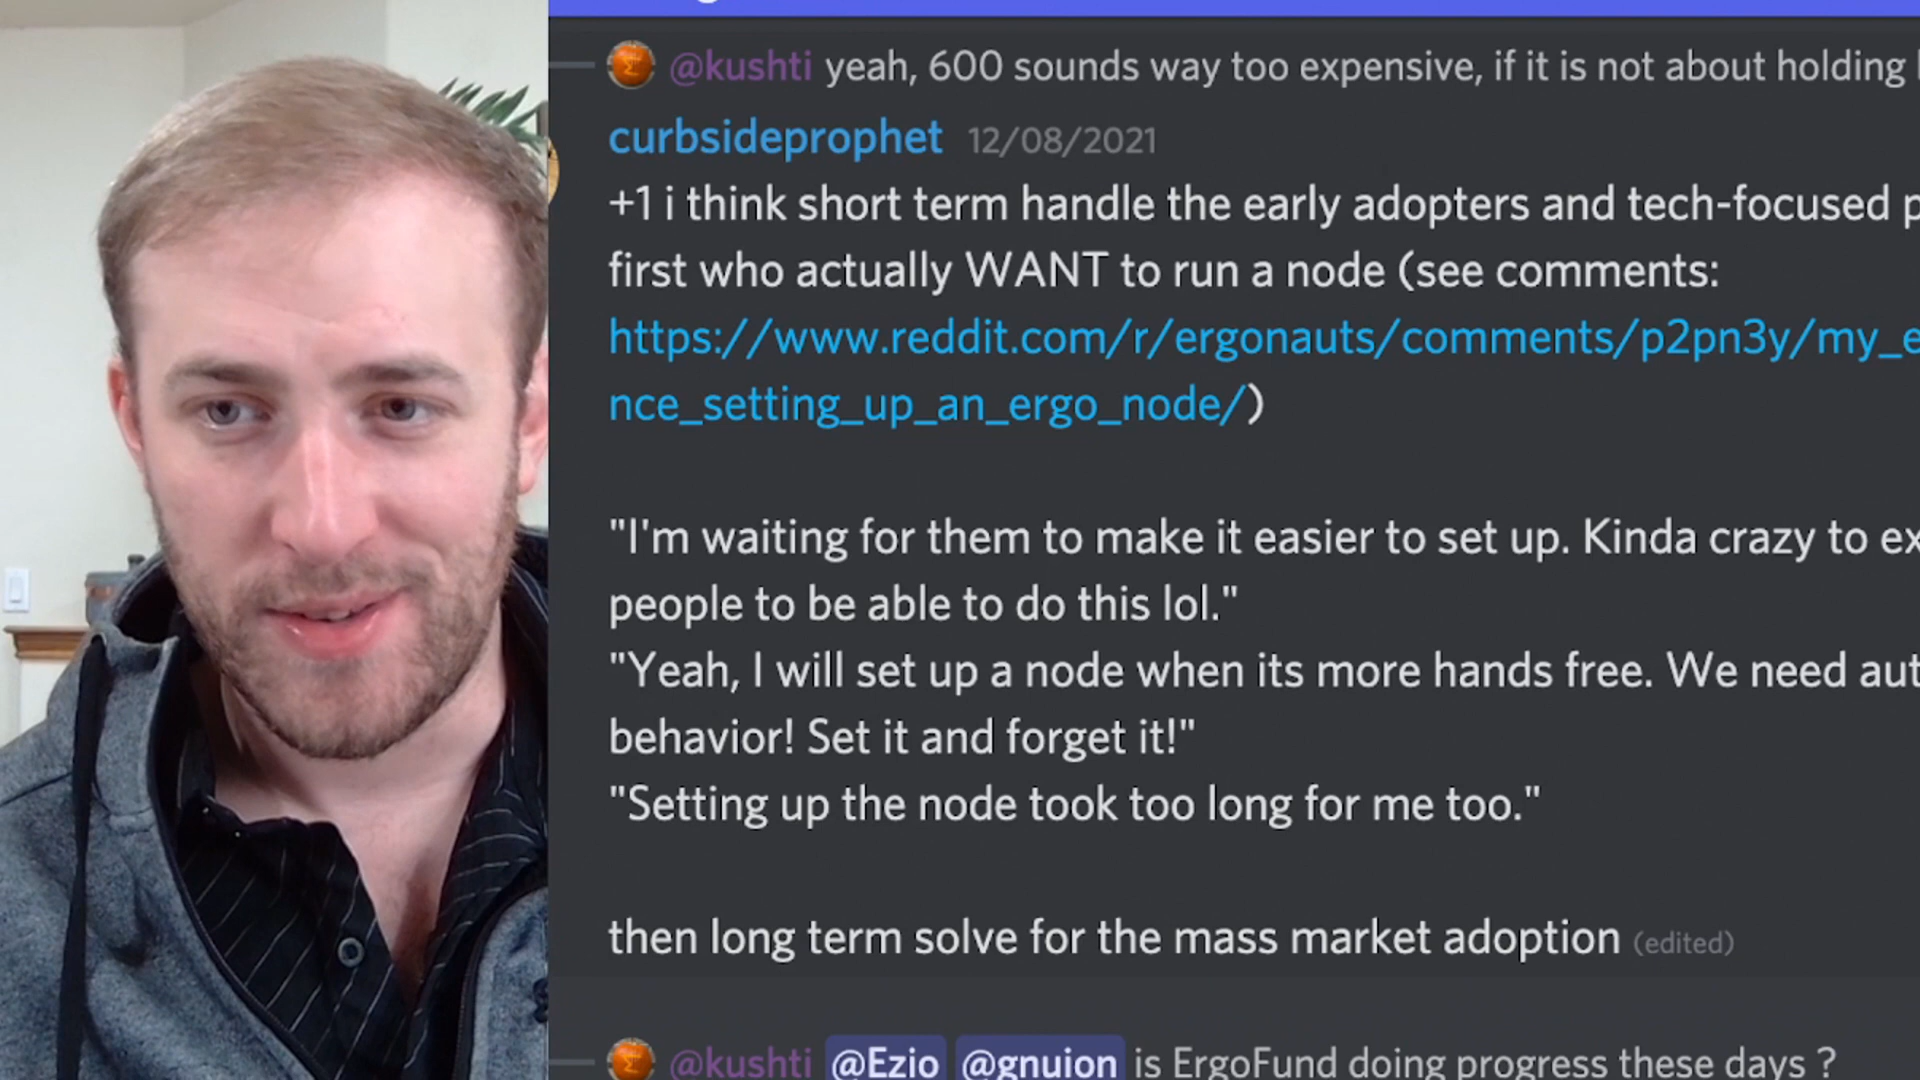 @kushti yeah, 600 sounds way too expensive, if it is not about holding
curbsideprophet 12/08/2021
+1 i think short term handle the early adopters and tech-focused
first who actually WANT to run a node (see comments:
https://www.reddit.com/r/ergonauts/comments/p2pn3y/my_e
nce_setting_up_an_ergo_node/)
"I'm waiting for them to make it easier to set up. Kinda crazy to ex
people to be able to do this lol."
"Yeah, I will set up a node when its more hands free. We need aut
behavior! Set it and forget it!"
"Setting up the node took too long for me too."
then long term solve for the mass market adoption (edited)
@kushti @Ezio @gnuion is ErgoFund doing progress these days ?